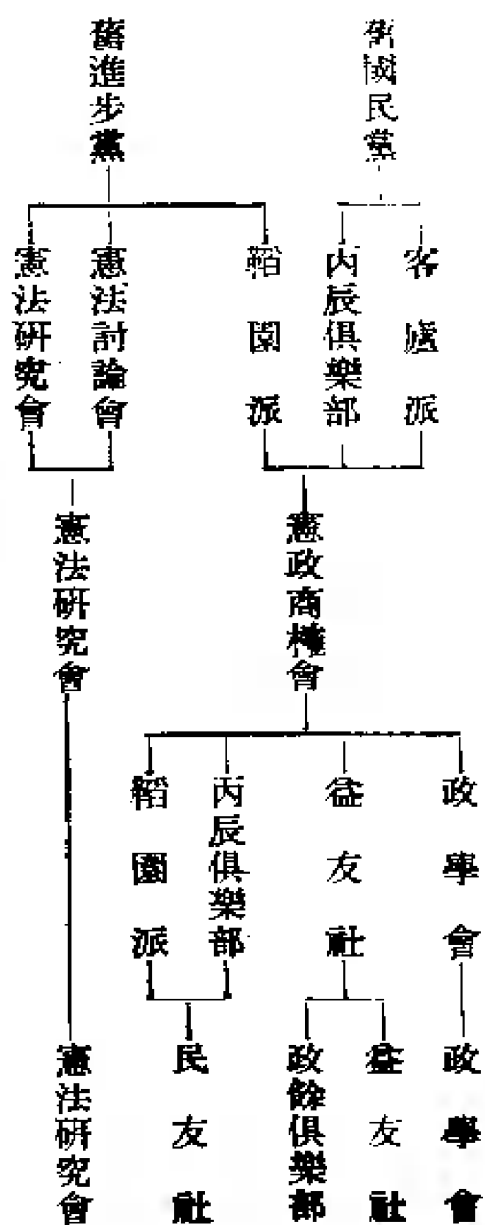 舊國民黨
舊進步黨
客廬派
丙辰俱樂部
韜園派
憲法討論會
憲法研究會
憲政商榷會
憲法研究會
政學會
益友社
丙辰俱樂部
韜園派
政學會
益友社
政餘俱樂部
民友社
憲法研究會